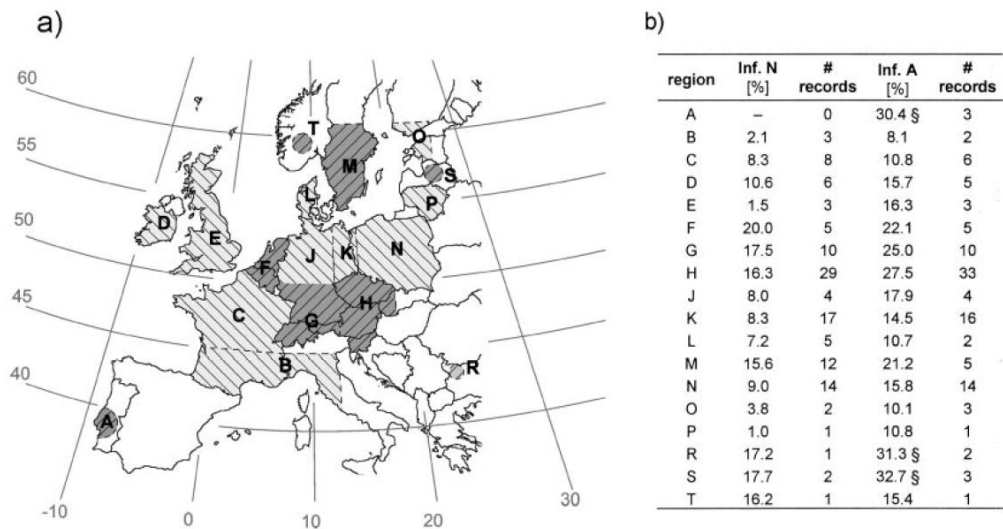 a)
60
55
50
45
40
-10
0
10
20
30
T
O
M
S
L
P
D
E
J
K
N
F
H
C
G
B
R
A
b)
region Inf. N [%] # records Inf. A [%] # records
A – 0 30.4 § 3
B 2.1 3 8.1 2
C 8.3 8 10.8 6
D 10.6 6 15.7 5
E 1.5 3 16.3 3
F 20.0 5 22.1 5
G 17.5 10 25.0 10
H 16.3 29 27.5 33
J 8.0 4 17.9 4
K 8.3 17 14.5 16
L 7.2 5 10.7 2
M 15.6 12 21.2 5
N 9.0 14 15.8 14
O 3.8 2 10.1 3
P 1.0 1 10.8 1
R 17.2 1 31.3 § 2
S 17.7 2 32.7 § 3
T 16.2 1 15.4 1